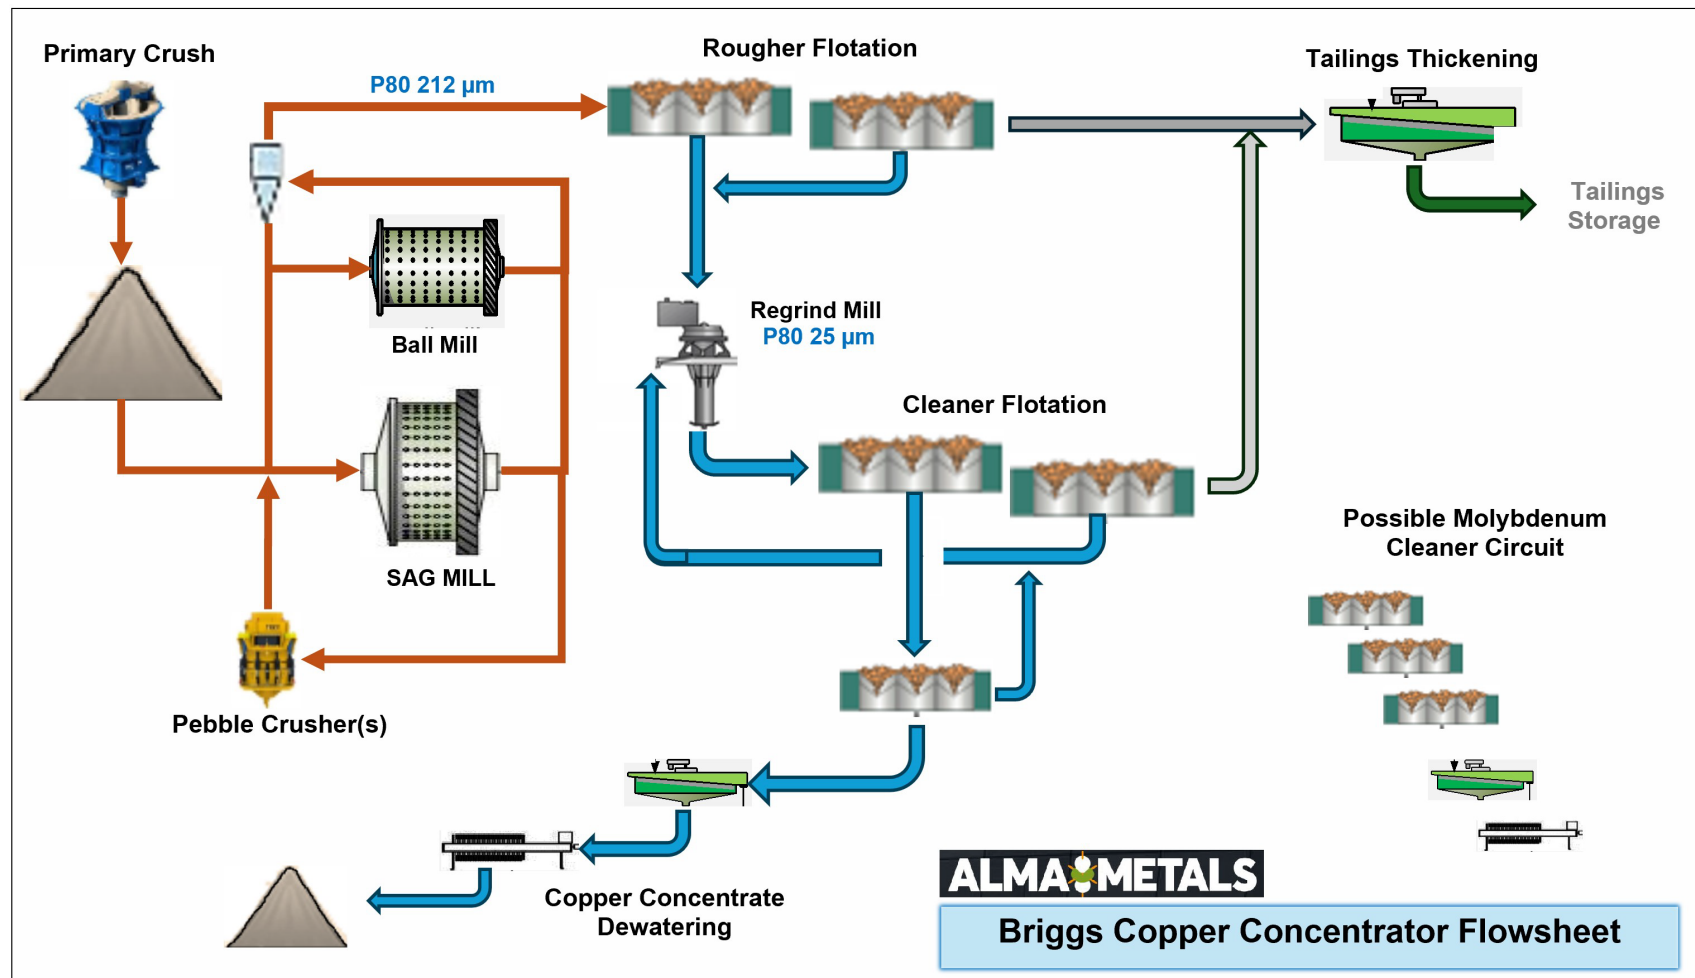 Primary Crush
Rougher Flotation
Tailings Thickening
P80 212 µm
Tailings
Storage
Ball Mill
Regrind Mill
P80 25 µm
Cleaner Flotation
SAG MILL
Possible Molybdenum
Cleaner Circuit
Pebble Crusher(s)
Copper Concentrate
Dewatering
ALMA METALS
Briggs Copper Concentrator Flowsheet